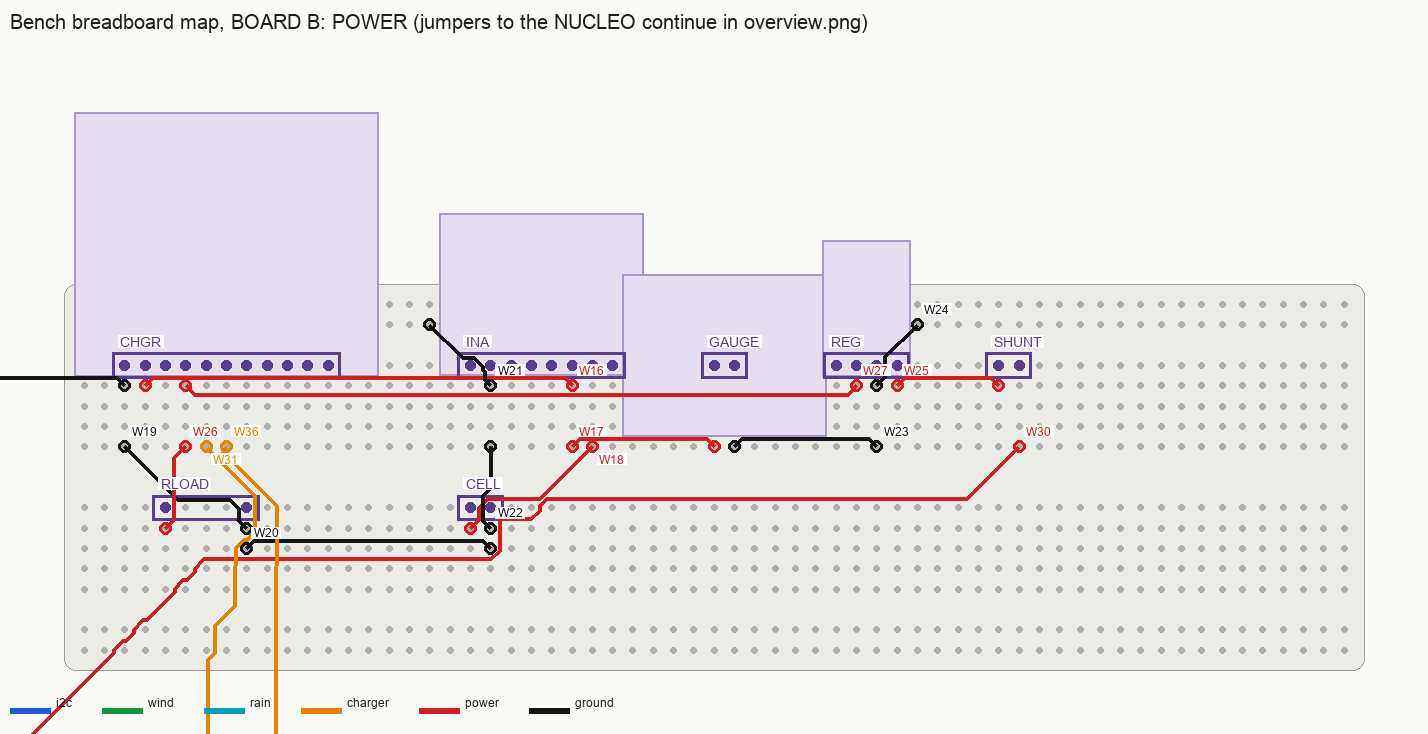 Bench breadboard map, BOARD B: POWER (jumpers to the NUCLEO continue in overview.png)
W24
CHGR
INA
GAUGE
REG
SHUNT
W21
W16
W27
W25
W19
W26
W36
W17
W23
W30
W31
W18
RLOAD
CELL
W22
W20
i2c
wind
rain
charger
power
ground